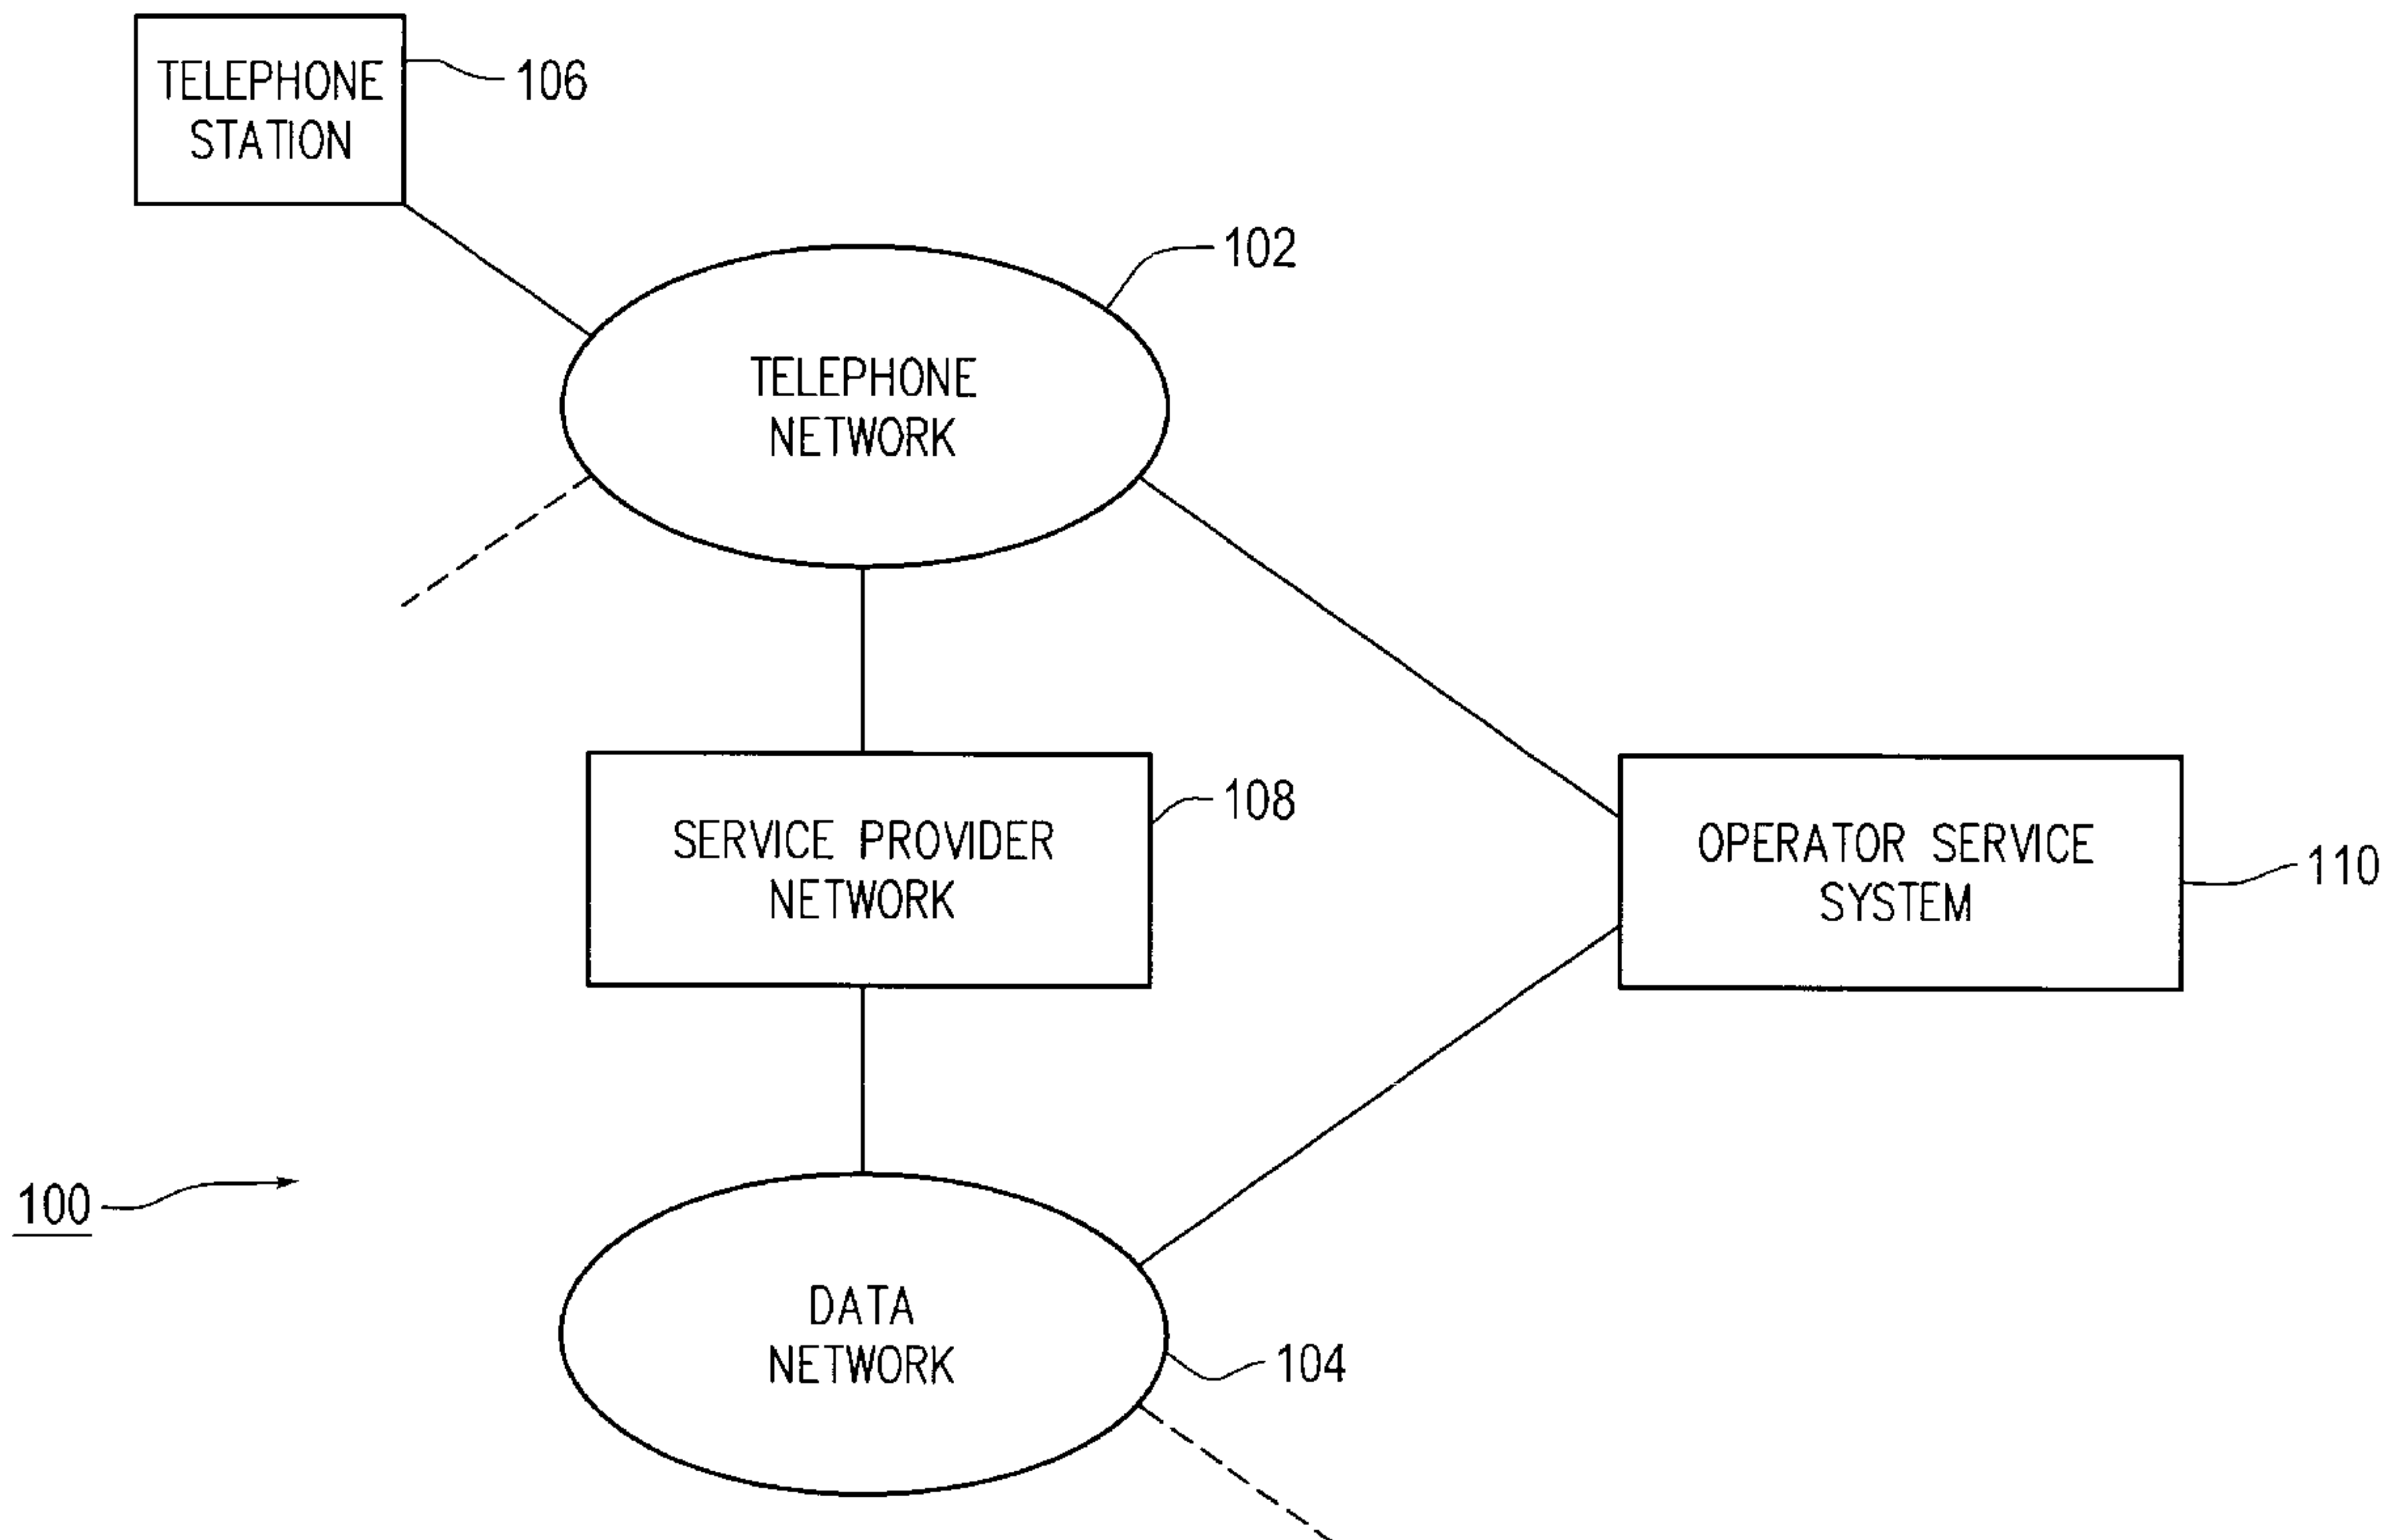 TELEPHONE
STATION
106
102
TELEPHONE
NETWORK
108
SERVICE PROVIDER
NETWORK
OPERATOR SERVICE
SYSTEM
110
100
DATA
NETWORK
104